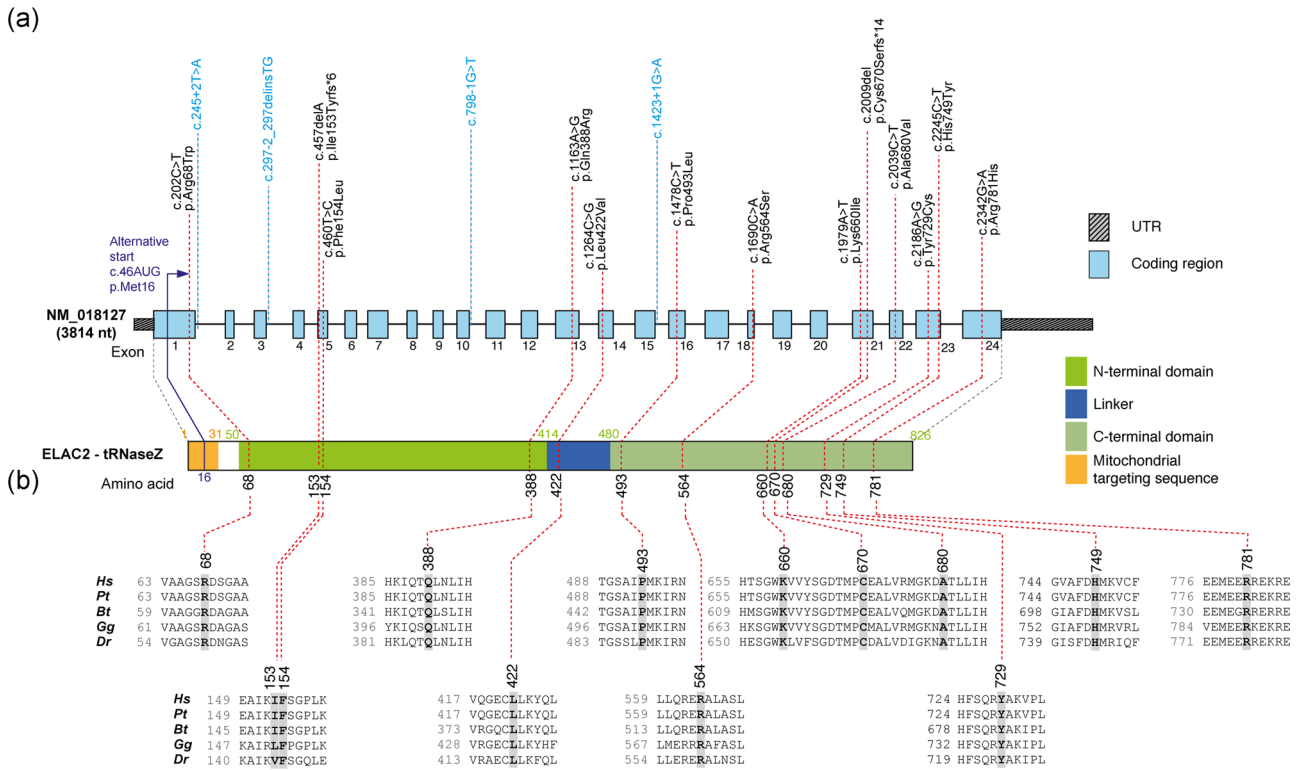 (a)
c.202C>T
p.Arg68Trp
c.245+2T>A
c.297-2_297delinsTG
c.457delA
p.Ile153Tyrfs*6
c.460T>C
p.Phe154Leu
c.798-1G>T
c.1163A>G
p.Gln388Arg
c.1264C>G
p.Leu422Val
c.1423+1G>A
c.1478C>T
p.Pro493Leu
c.1690C>A
p.Arg564Ser
c.1979A>T
p.Lys660Ile
c.2009del
p.Cys670Serfs*14
c.2039C>T
p.Ala680Val
c.2186A>G
p.Tyr729Cys
c.2245C>T
p.His749Tyr
c.2342G>A
p.Arg781His
Alternative
start
c.46AUG
p.Met16
UTR
Coding region
NM_018127
(3814 nt)
Exon
1 2 3 4 5 6 7 8 9 10 11 12 13 14 15 16 17 18 19 20 21 22 23 24
N-terminal domain
Linker
C-terminal domain
Mitochondrial
targeting sequence
1 31 50 414 480 826
ELAC2 - tRNaseZ
Amino acid
16 68 153 154 388 422 493 564 660 670 680 729 749 781
(b)
68 388 493 660 670 680 749 781
Hs 63 VAAGSRDSGAA 385 HKIQTQLNLIH 488 TGSAIPMKIRN 655 HTSGWKVVYSGDTMPCEALVRMGKDATLLIH 744 GVAFDHMKVCF 776 EEMEERREKRE
Pt 63 VAAGSRDSGAA 385 HKIQTQLNLIH 488 TGSAIPMKIRN 655 HTSGWKVVYSGDTMPCEALVRMGKDATLLIH 744 GVAFDHMKVCF 776 EEMEERREKRE
Bt 59 VAAGGRDAGAA 341 HKIQTQLNLIH 442 TGSAIPMKIRN 609 HMSGWKVVYSGDTMPCEALVQMGKDATLLIH 698 GIAFDHMKVSL 730 EEMEGRRERRE
Gg 61 VAAGSRDAGAS 396 YKIQSQLNLIH 496 TGSAIPMKIRN 663 HKSGWKVVYSGDTMPCMALVRMGKNATLLIH 752 GIAFDHMRVRL 784 VEMEERREKRE
Dr 54 VGAGSRDNGAS 381 HKLQTQLNLIH 483 TGSSLPMKIRN 650 HESGWKLVFSGDTMPCDALVDIGKNATLLIH 739 GISFDHMRIQF 771 EEMEERREKRE
153 154 422 564 729
Hs 149 EAIKIFSGPLK 417 VQGECLLKYQL 559 LLQRERALASL 724 HFSQRYAKVPL
Pt 149 EAIKIFSGPLK 417 VQGECLLKYQL 559 LLQRERALASL 724 HFSQRYAKVPL
Bt 145 EAIKIFSGPLK 373 VRGQCLLKYQL 513 LLQRERALASL 678 HFSQRYAKIPL
Gg 147 KAIRLFPGPLK 428 VRGECLLKYHF 567 LMERRRAFASL 732 HFSQRYAKIPL
Dr 140 KAIKVFSGQLE 413 VRAECLLKYQL 554 LLQRERALNSL 719 HFSQRYAKIPL